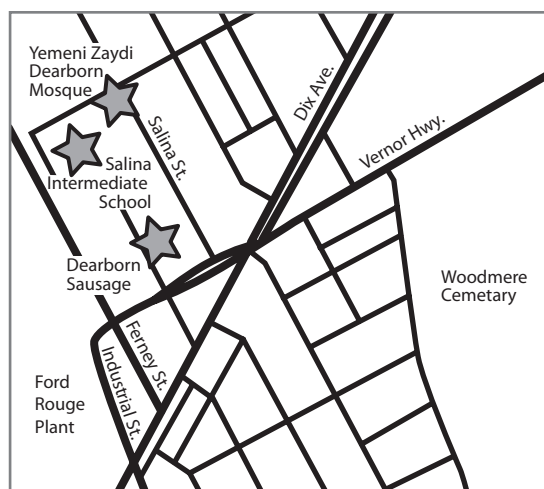 Yemeni Zaydi
Dearborn
Mosque
Salina St.
Dix Ave.
Vernor Hwy.
Salina
Intermediate
School
Dearborn
Sausage
Woodmere
Cemetary
Ferney St.
Industrial St.
Ford
Rouge
Plant